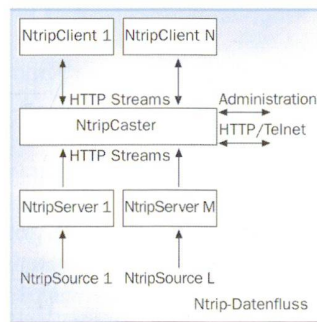 NtripClient 1 NtripClient N
HTTP Streams
Administration
NtripCaster
HTTP/Telnet
HTTP Streams
NtripServer 1 NtripServer M
NtripSource 1 NtripSource L
Ntrip-Datenfluss